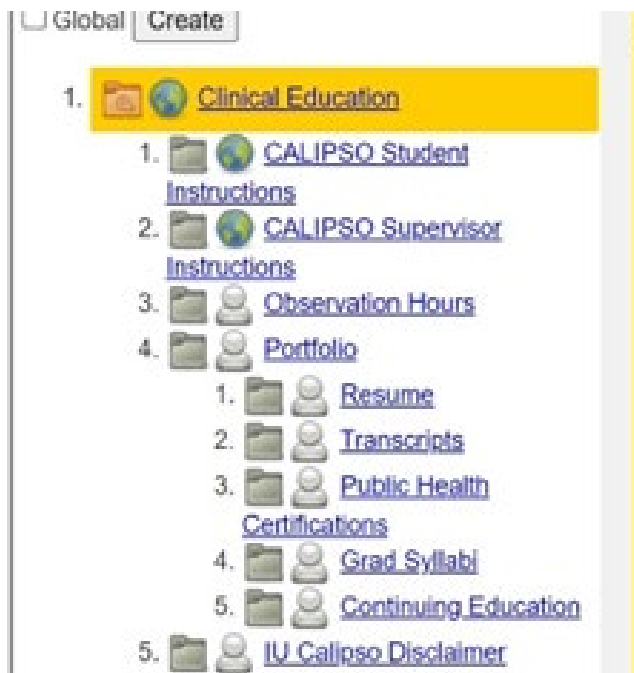 Global Create
1. Clinical Education
1. CALIPSO Student
Instructions
2. CALIPSO Supervisor
Instructions
3. Observation Hours
4. Portfolio
1. Resume
2. Transcripts
3. Public Health
Certifications
4. Grad Syllabi
5. Continuing Education
5. IU Calipso Disclaimer